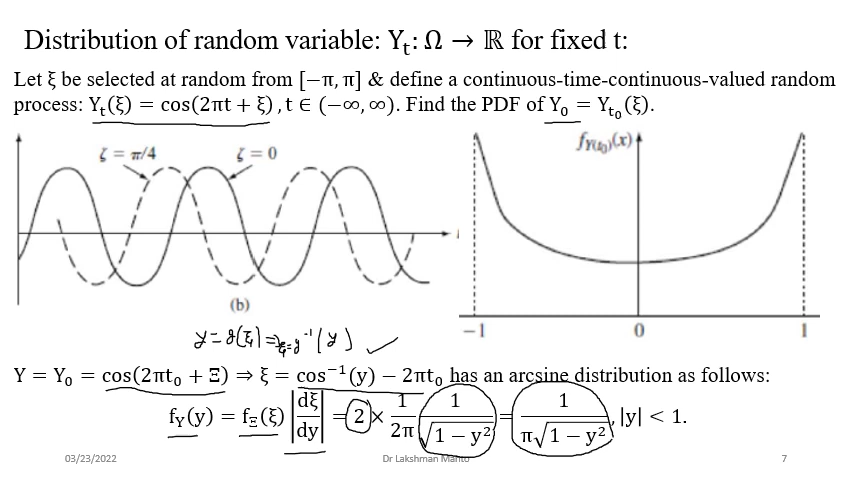 Distribution of random variable: Yₜ: Ω → ℝ for fixed t:
Let ξ be selected at random from [−π, π] & define a continuous-time-continuous-valued random
process: Yₜ(ξ) = cos(2πt + ξ) , t ∈ (−∞, ∞). Find the PDF of Y₀ = Y_{t₀}(ξ).
ζ = π/4 ζ = 0
(b)
f_{Y(t₀)}(x)
−1 0 1
y = g(ξ) ⇒ ξ = g⁻¹(y)
Y = Y₀ = cos(2πt₀ + Ξ) ⇒ ξ = cos⁻¹(y) − 2πt₀ has an arcsine distribution as follows:
f_Y(y) = f_Ξ(ξ) |dξ/dy| = 2 × 1/2π 1/√(1 − y²) = 1/(π√(1 − y²)), |y| < 1.
03/23/2022 Dr Lakshman Mahto 7